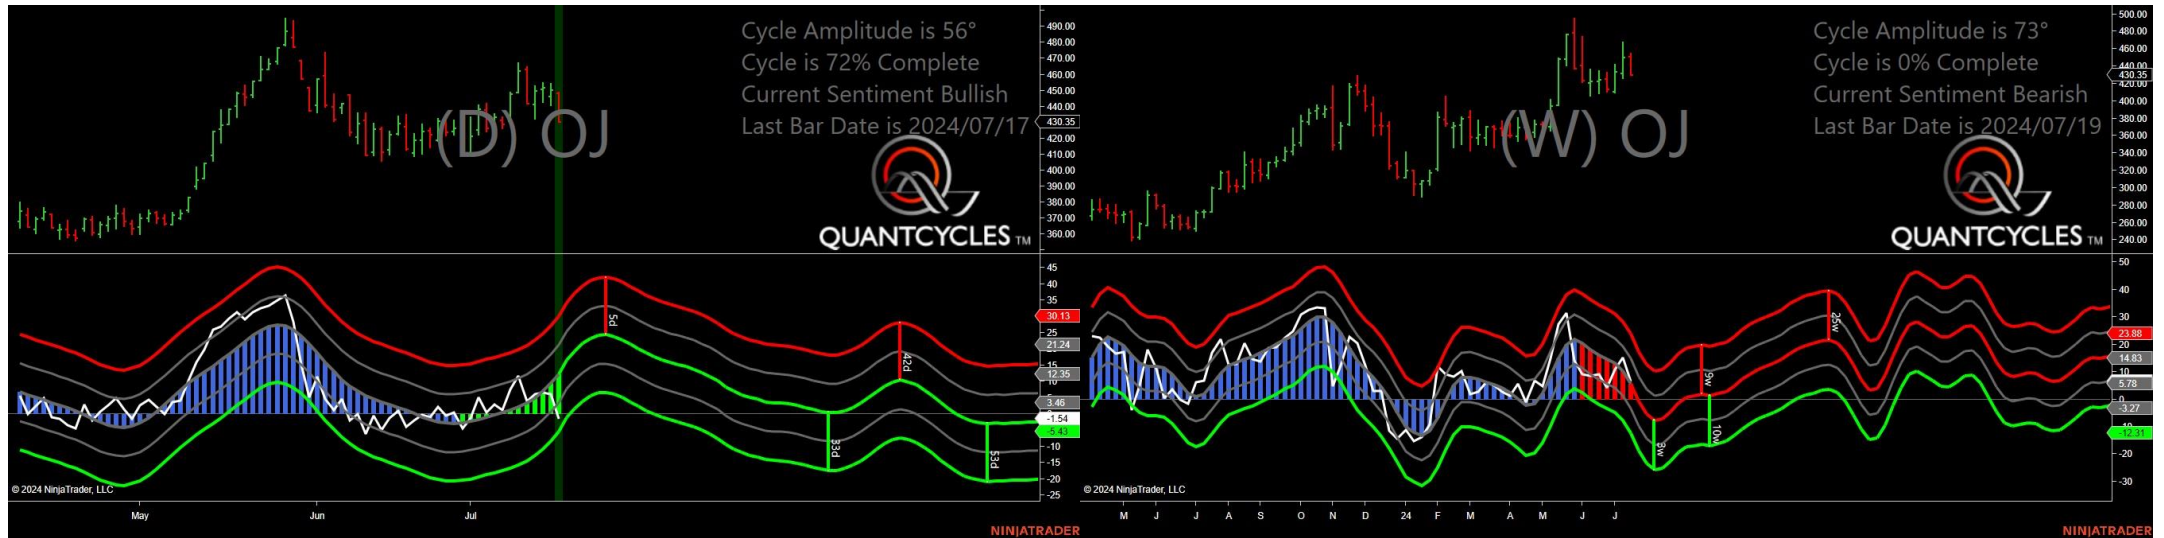 Cycle Amplitude is 56°
Cycle is 72% Complete
Current Sentiment Bullish
Last Bar Date is 2024/07/17
(D) OJ
QUANTCYCLES TM
490.00
480.00
470.00
460.00
450.00
440.00
430.35
420.00
410.00
400.00
390.00
380.00
370.00
360.00
45
40
35
30.13
25
21.24
15
12.35
10
3.46
-1.54
-5.43
-10
-15
-20
-25
5d
42d
33d
53d
© 2024 NinjaTrader, LLC
May Jun Jul
NINJATRADER
Cycle Amplitude is 73°
Cycle is 0% Complete
Current Sentiment Bearish
Last Bar Date is 2024/07/19
(W) OJ
QUANTCYCLES TM
500.00
480.00
460.00
440.00
430.35
420.00
400.00
380.00
360.00
340.00
320.00
300.00
280.00
260.00
240.00
50
40
30
23.88
20
14.83
10
5.78
0
-3.27
-12.31
-20
-30
25w
9w
10w
8w
© 2024 NinjaTrader, LLC
M J J A S O N D 24 F M A M J J
NINJATRADER